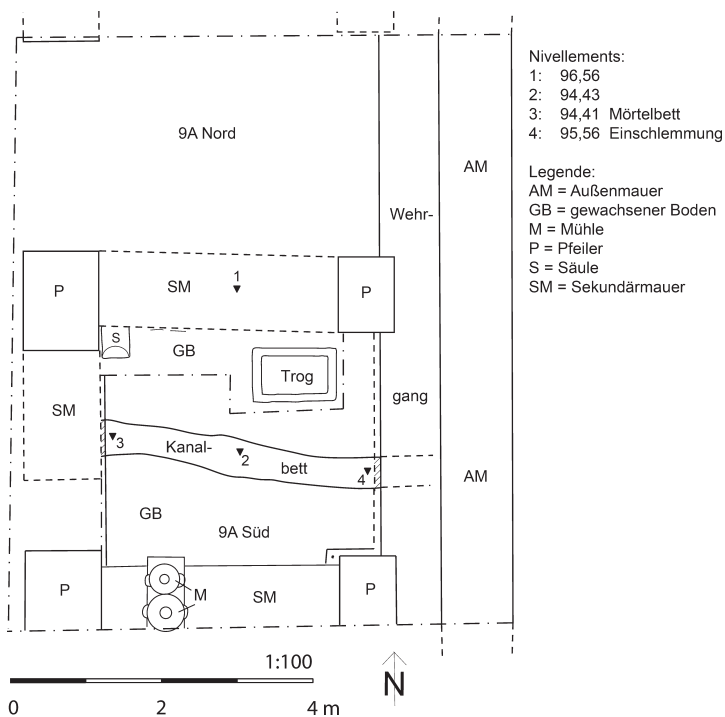 Nivellements:
1: 96,56
2: 94,43
3: 94,41 Mörtelbett
4: 95,56 Einschlemmung
Legende:
AM = Außenmauer
GB = gewachsener Boden
M = Mühle
P = Pfeiler
S = Säule
SM = Sekundärmauer
9A Nord
AM
Wehr-
P
SM
1
P
S
GB
Trog
SM
gang
3
Kanal-
2
bett
4
AM
GB
9A Süd
P
M
SM
P
1:100
N
0
2
4 m